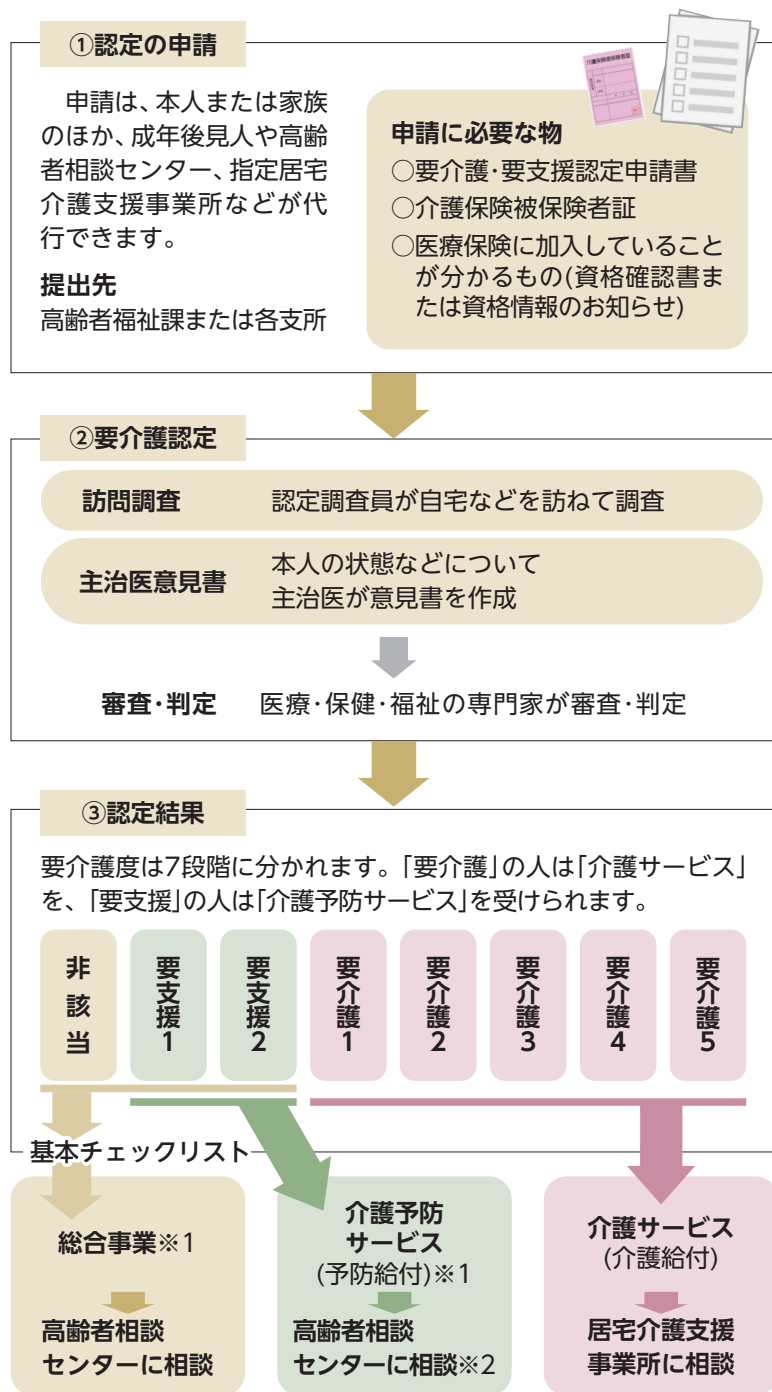 ①認定の申請
申請は、本人または家族
のほか、成年後見人や高齢
者相談センター、指定居宅
介護支援事業所などが代
行できます。
提出先
高齢者福祉課または各支所
介護保険被保険者証
申請に必要な物
○要介護・要支援認定申請書
○介護保険被保険者証
○医療保険に加入していること
が分かるもの(資格確認書ま
たは資格情報のお知らせ)
②要介護認定
訪問調査 認定調査員が自宅などを訪ねて調査
主治医意見書 本人の状態などについて
主治医が意見書を作成
審査・判定 医療・保健・福祉の専門家が審査・判定
③認定結果
要介護度は7段階に分かれます。「要介護」の人は「介護サービス」
を、「要支援」の人は「介護予防サービス」を受けられます。
非該当
要支援1
要支援2
要介護1
要介護2
要介護3
要介護4
要介護5
基本チェックリスト
総合事業※1
高齢者相談
センターに相談
介護予防
サービス
(予防給付)※1
高齢者相談
センターに相談※2
介護サービス
(介護給付)
居宅介護支援
事業所に相談